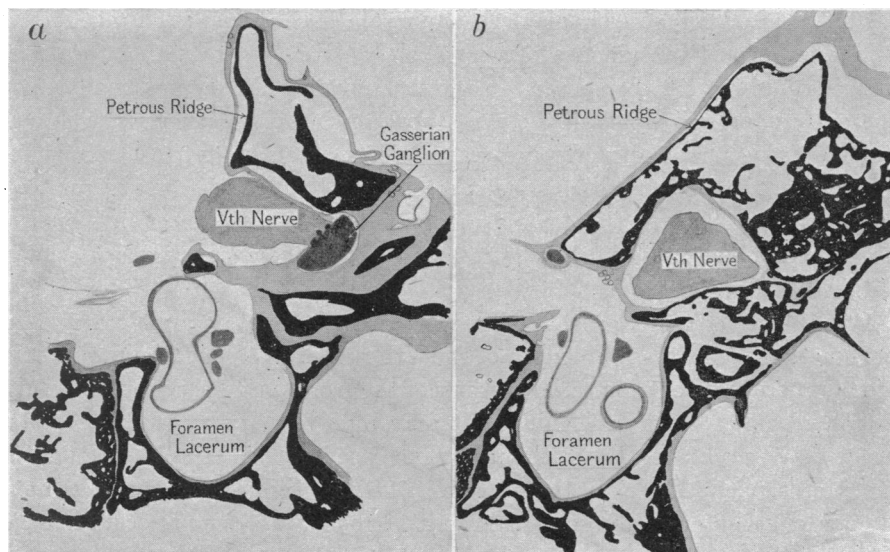 a
Petrous Ridge
Gasserian
Ganglion
Vth Nerve
Foramen
Lacerum
b
Petrous Ridge
Vth Nerve
Foramen
Lacerum